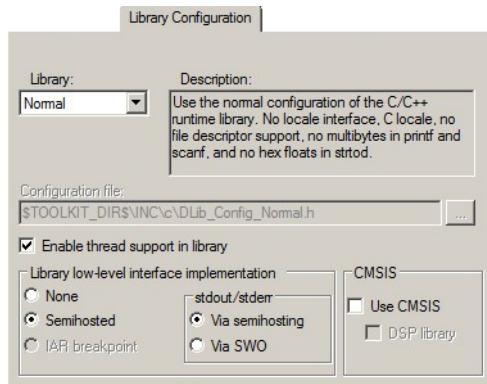 Library Configuration
Library:
Normal
Description:
Use the normal configuration of the C/C++
runtime library. No locale interface, C locale, no
file descriptor support, no multibytes in printf and
scanf, and no hex floats in strtod.
Configuration file:
$TOOLKIT_DIR$\INC\c\DLib_Config_Normal.h
...
Enable thread support in library
Library low-level interface implementation
None
Semihosted
IAR breakpoint
stdout/stderr
Via semihosting
Via SWO
CMSIS
Use CMSIS
DSP library